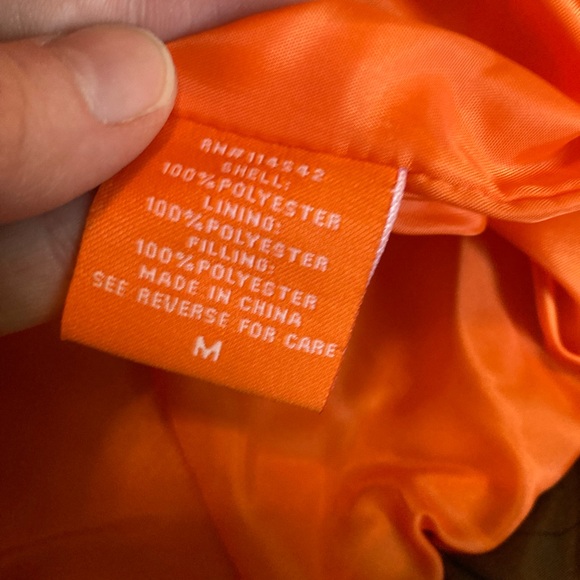 RN#114542
SHELL:
100%POLYESTER
LINING:
100%POLYESTER
FILLING:
100%POLYESTER
MADE IN CHINA
SEE REVERSE FOR CARE
M